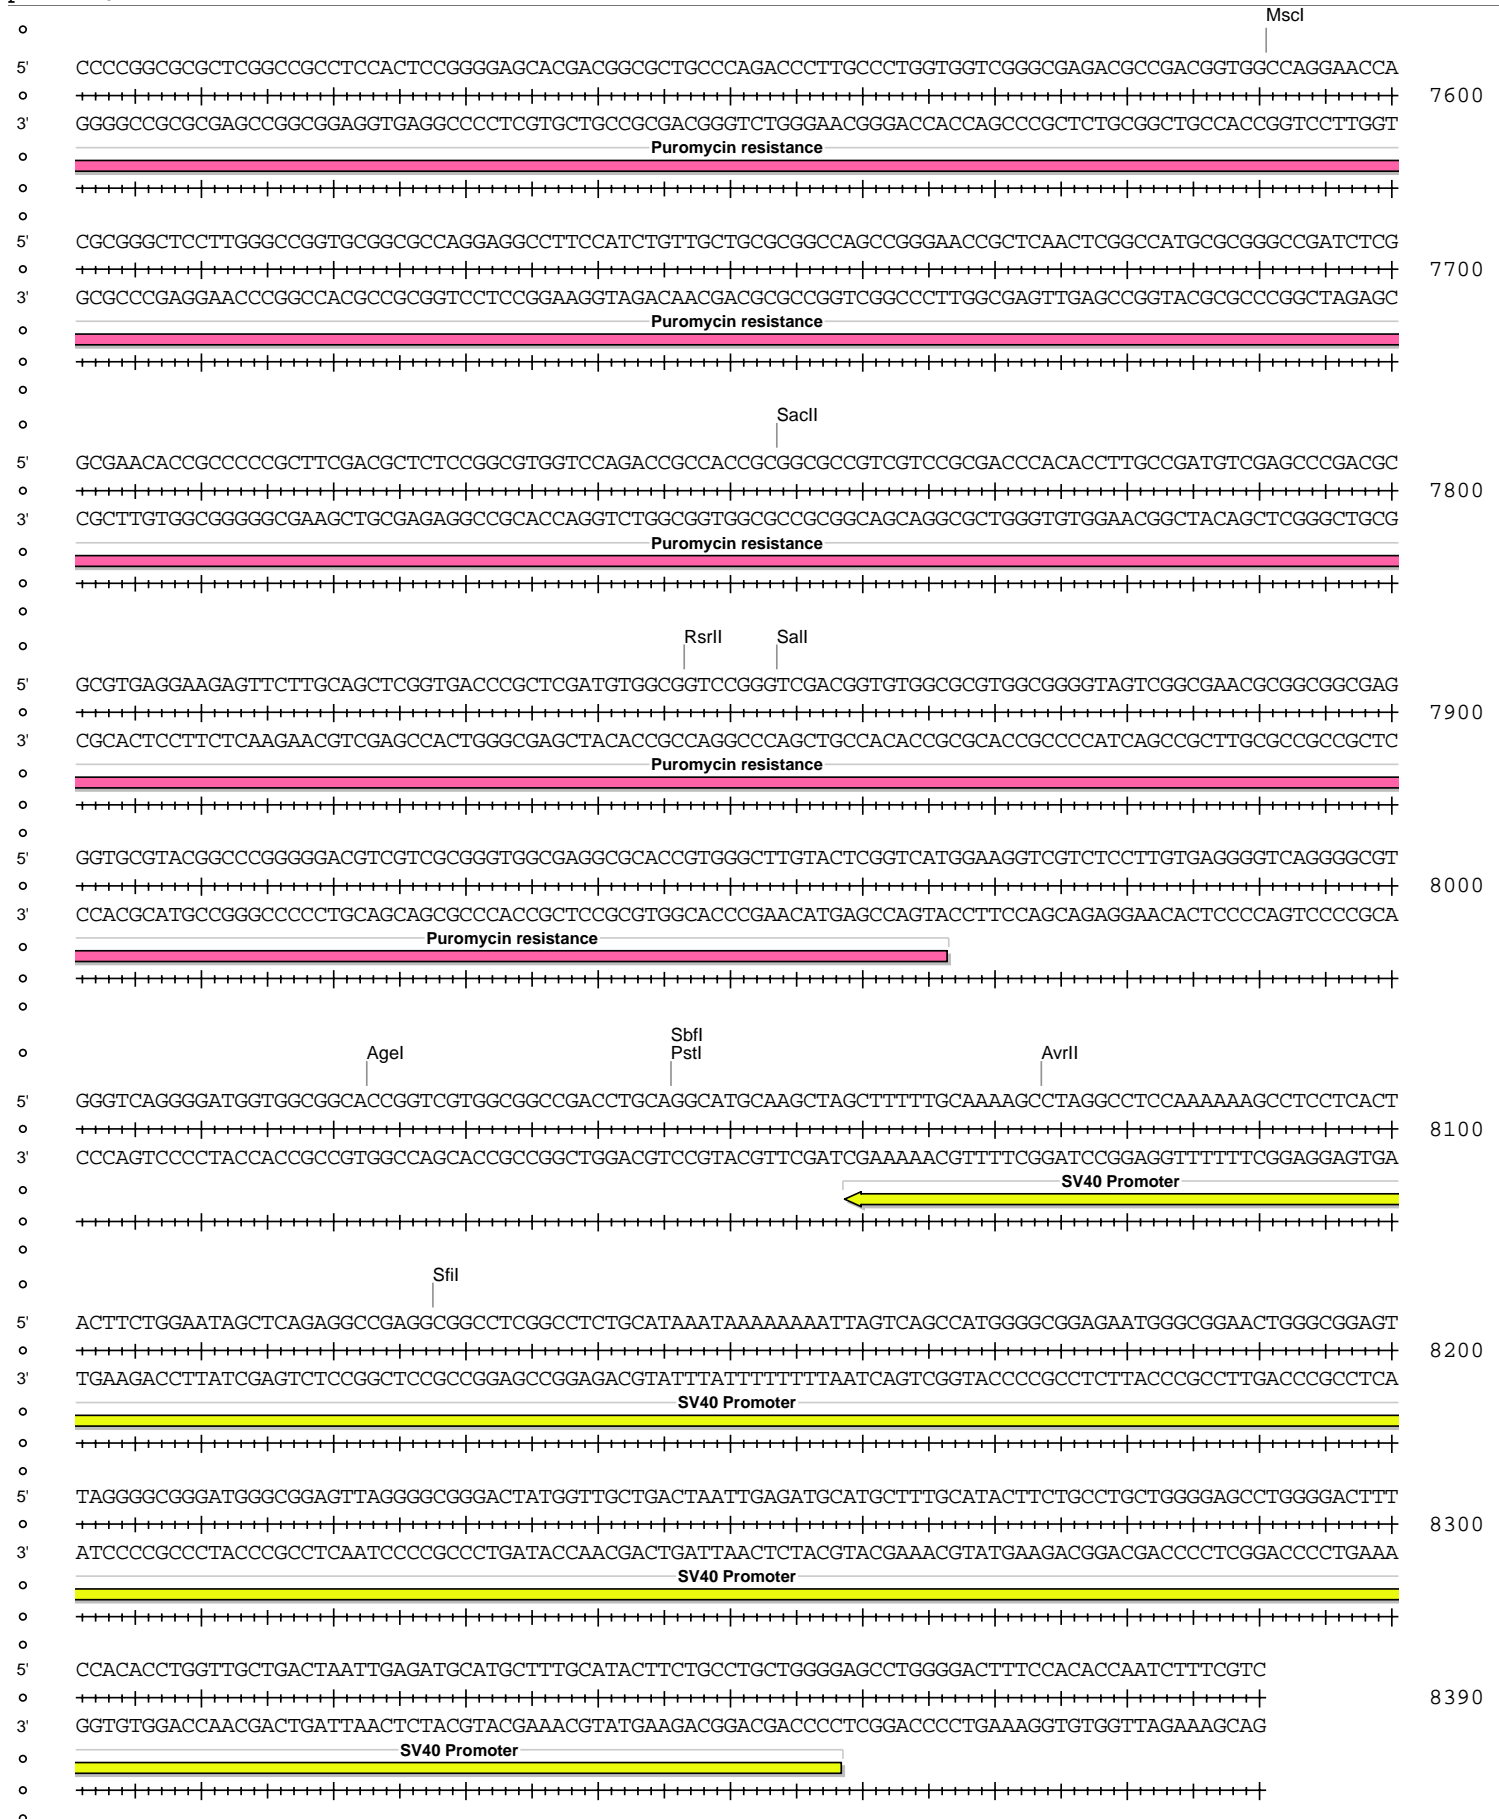 MscI
5' CCCCGGCGCGCTCGGCCGCCTCCACTCCGGGGAGCACGACGGCGCTGCCCAGACCCTTGCCCTGGTGGTCGGGCGAGACGCCGACGGTGGCCAGGAACCA
7600
3' GGGGCCGCGCGAGCCGGCGGAGGTGAGGCCCCTCGTGCTGCCGCGACGGGTCTGGGAACGGGACCACCAGCCCGCTCTGCGGCTGCCACCGGTCCTTGGT
Puromycin resistance
5' CGCGGGCTCCTTGGGCCGGTGCGGCGCCAGGAGGCCTTCCATCTGTTGCTGCGCGGCCAGCCGGGAACCGCTCAACTCGGCCATGCGCGGGCCGATCTCG
7700
3' GCGCCCGAGGAACCCGGCCACGCCGCGGTCCTCCGGAAGGTAGACAACGACGCGCCGGTCGGCCCTTGGCGAGTTGAGCCGGTACGCGCCCGGCTAGAGC
Puromycin resistance
SacII
5' GCGAACACCGCCCCCGCTTCGACGCTCTCCGGCGTGGTCCAGACCGCCACCGCGGCGCCGTCGTCCGCGACCCACACCTTGCCGATGTCGAGCCCGACGC
7800
3' CGCTTGTGGCGGGGGCGAAGCTGCGAGAGGCCGCACCAGGTCTGGCGGTGGCGCCGCGGCAGCAGGCGCTGGGTGTGGAACGGCTACAGCTCGGGCTGCG
Puromycin resistance
RsrII SalI
5' GCGTGAGGAAGAGTTCTTGCAGCTCGGTGACCCGCTCGATGTGGCGGTCCGGGTCGACGGTGTGGCGCGTGGCGGGGTAGTCGGCGAACGCGGCGGCGAG
7900
3' CGCACTCCTTCTCAAGAACGTCGAGCCACTGGGCGAGCTACACCGCCAGGCCCAGCTGCCACACCGCGCACCGCCCCATCAGCCGCTTGCGCCGCCGCTC
Puromycin resistance
5' GGTGCGTACGGCCCGGGGGACGTCGTCGCGGGTGGCGAGGCGCACCGTGGGCTTGTACTCGGTCATGGAAGGTCGTCTCCTTGTGAGGGGTCAGGGGCGT
8000
3' CCACGCATGCCGGGCCCCCTGCAGCAGCGCCCACCGCTCCGCGTGGCACCCGAACATGAGCCAGTACCTTCCAGCAGAGGAACACTCCCCAGTCCCCGCA
Puromycin resistance
SbfI
AgeI PstI AvrII
5' GGGTCAGGGGATGGTGGCGGCACCGGTCGTGGCGGCCGACCTGCAGGCATGCAAGCTAGCTTTTTGCAAAAGCCTAGGCCTCCAAAAAAGCCTCCTCACT
8100
3' CCCAGTCCCCTACCACCGCCGTGGCCAGCACCGCCGGCTGGACGTCCGTACGTTCGATCGAAAAACGTTTTCGGATCCGGAGGTTTTTTCGGAGGAGTGA
SV40 Promoter
SfiI
5' ACTTCTGGAATAGCTCAGAGGCCGAGGCGGCCTCGGCCTCTGCATAAATAAAAAAAATTAGTCAGCCATGGGGCGGAGAATGGGCGGAACTGGGCGGAGT
8200
3' TGAAGACCTTATCGAGTCTCCGGCTCCGCCGGAGCCGGAGACGTATTTATTTTTTTTAATCAGTCGGTACCCCGCCTCTTACCCGCCTTGACCCGCCTCA
SV40 Promoter
5' TAGGGGCGGGATGGGCGGAGTTAGGGGCGGGACTATGGTTGCTGACTAATTGAGATGCATGCTTTGCATACTTCTGCCTGCTGGGGAGCCTGGGGACTTT
8300
3' ATCCCCGCCCTACCCGCCTCAATCCCCGCCCTGATACCAACGACTGATTAACTCTACGTACGAAACGTATGAAGACGGACGACCCCTCGGACCCCTGAAA
SV40 Promoter
5' CCACACCTGGTTGCTGACTAATTGAGATGCATGCTTTGCATACTTCTGCCTGCTGGGGAGCCTGGGGACTTTCCACACCAATCTTTCGTC
8390
3' GGTGTGGACCAACGACTGATTAACTCTACGTACGAAACGTATGAAGACGGACGACCCCTCGGACCCCTGAAAGGTGTGGTTAGAAAGCAG
SV40 Promoter